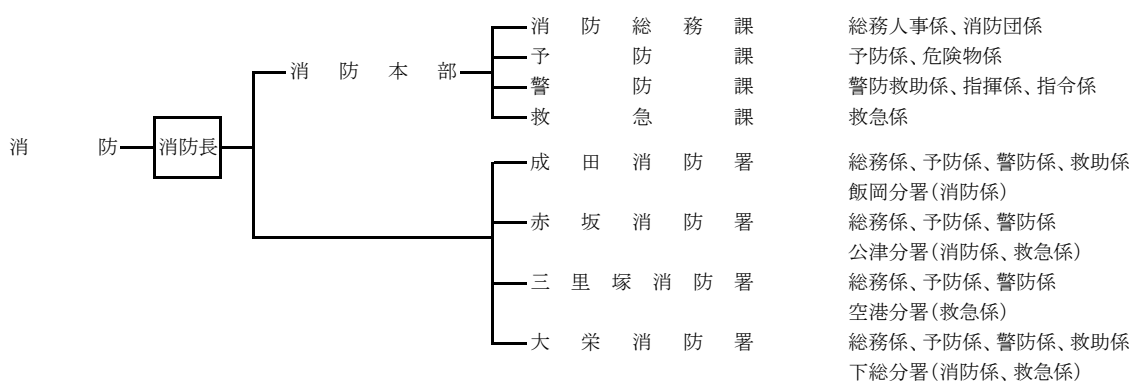 消防総務課 総務人事係、消防団係
予防課 予防係、危険物係
消防本部
警防課 警防救助係、指揮係、指令係
救急課 救急係
消防 消防長
成田消防署 総務係、予防係、警防係、救助係
飯岡分署(消防係)
赤坂消防署 総務係、予防係、警防係
公津分署(消防係、救急係)
三里塚消防署 総務係、予防係、警防係
空港分署(救急係)
大栄消防署 総務係、予防係、警防係、救助係
下総分署(消防係、救急係)